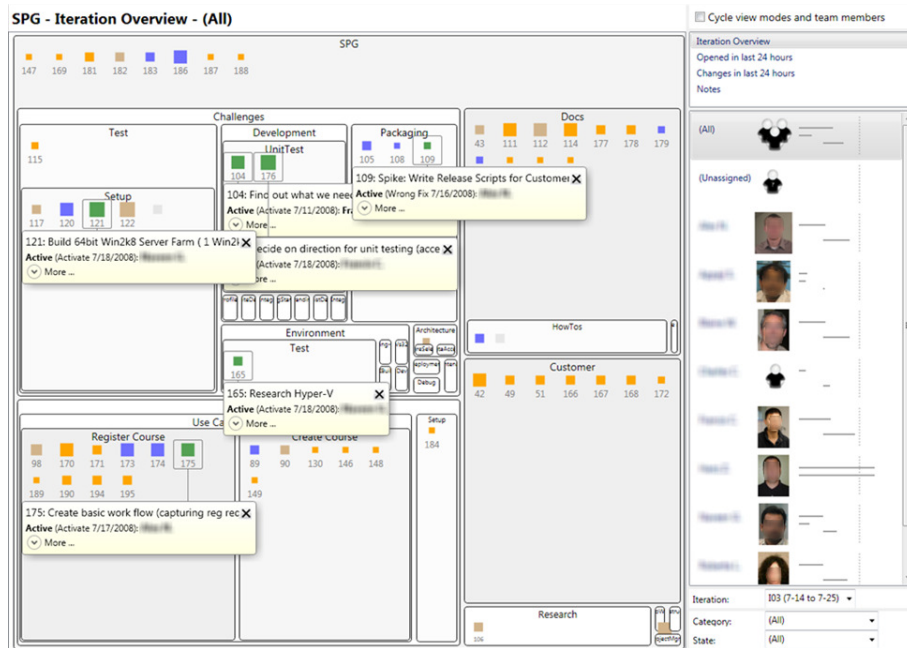 SPG - Iteration Overview - (All)
Cycle view modes and team members
SPG
147 169 181 182 183 186 187 188
Iteration Overview
Opened in last 24 hours
Changes in last 24 hours
Notes
Challenges
Test
115
Setup
117 120 121 122
121: Build 64bit Win2k8 Server Farm ( 1 Win2k
Active (Activate 7/18/2008):
More ...
Development
UnitTest
104 176
104: Find out what we need
Active (Activate 7/11/2008): Fra
More ...
ecide on direction for unit testing (acce
(Activate 7/18/2008):
Packaging
105 108 109
109: Spike: Write Release Scripts for Customer
Active (Wrong Fix 7/16/2008):
More ...
Environment
Test
165
165: Research Hyper-V
Active (Activate 7/18/2008):
More ...
Architecture
Debug
Docs
43 111 112 114 177 178 179
HowTos
Customer
42 49 51 166 167 168 172
Research
106
Use Ca
Register Course
98 170 171 173 174 175
189 190 194 195
175: Create basic work flow (capturing reg rec
Active (Activate 7/17/2008):
More ...
Create Course
89 90 130 146 148
149
Setup
184
(All)
(Unassigned)
Iteration: I03 (7-14 to 7-25)
Category: (All)
State: (All)